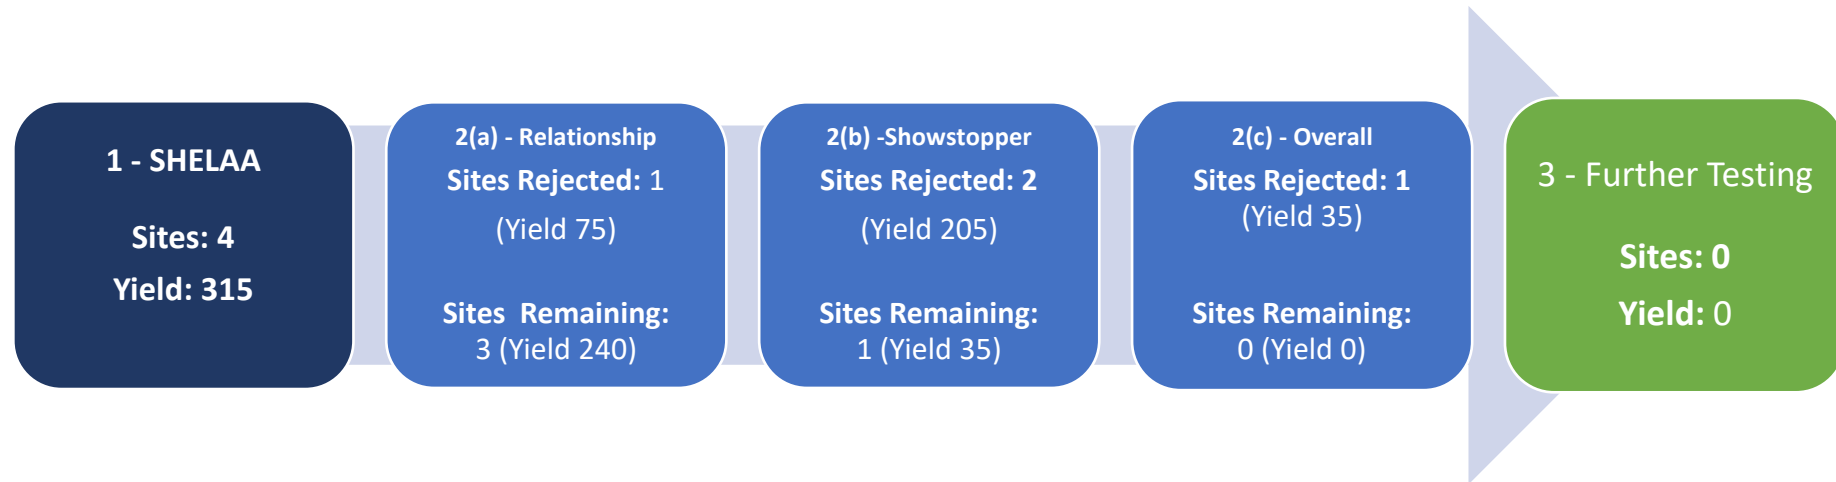 1 - SHELAA
Sites: 4
Yield: 315
2(a) - Relationship
Sites Rejected: 1
(Yield 75)
Sites Remaining:
3 (Yield 240)
2(b) -Showstopper
Sites Rejected: 2
(Yield 205)
Sites Remaining:
1 (Yield 35)
2(c) - Overall
Sites Rejected: 1
(Yield 35)
Sites Remaining:
0 (Yield 0)
3 - Further Testing
Sites: 0
Yield: 0